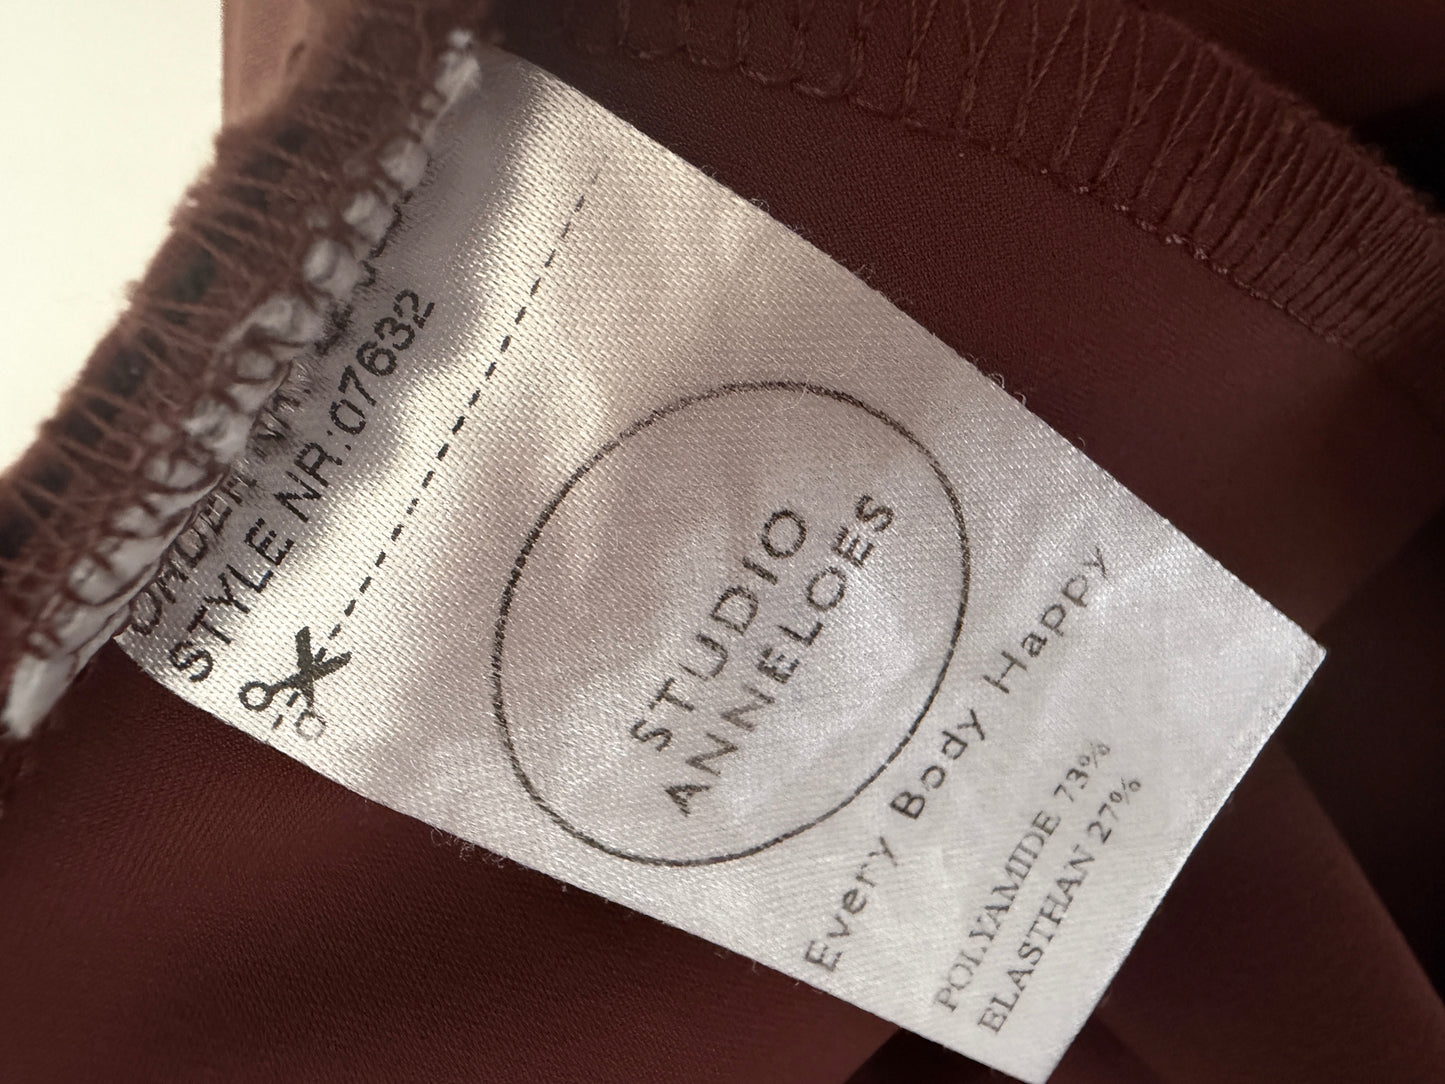 STYLE NR:07632
STUDIO
ANNELOES
Every Body Happy
POLYAMIDE 73%
ELASTHAN 27%